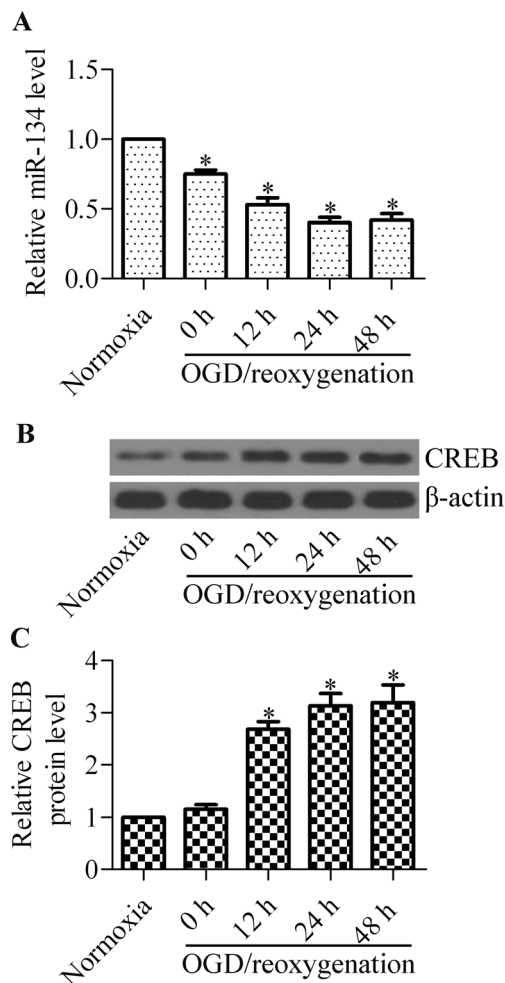 A
Relative miR-134 level
1.5
1.0
0.5
0.0
*
*
*
*
Normoxia
0 h
12 h
24 h
48 h
OGD/reoxygenation
B
CREB
β-actin
Normoxia
0 h
12 h
24 h
48 h
OGD/reoxygenation
C
Relative CREB
protein level
4
3
2
1
0
*
*
*
Normoxia
0 h
12 h
24 h
48 h
OGD/reoxygenation